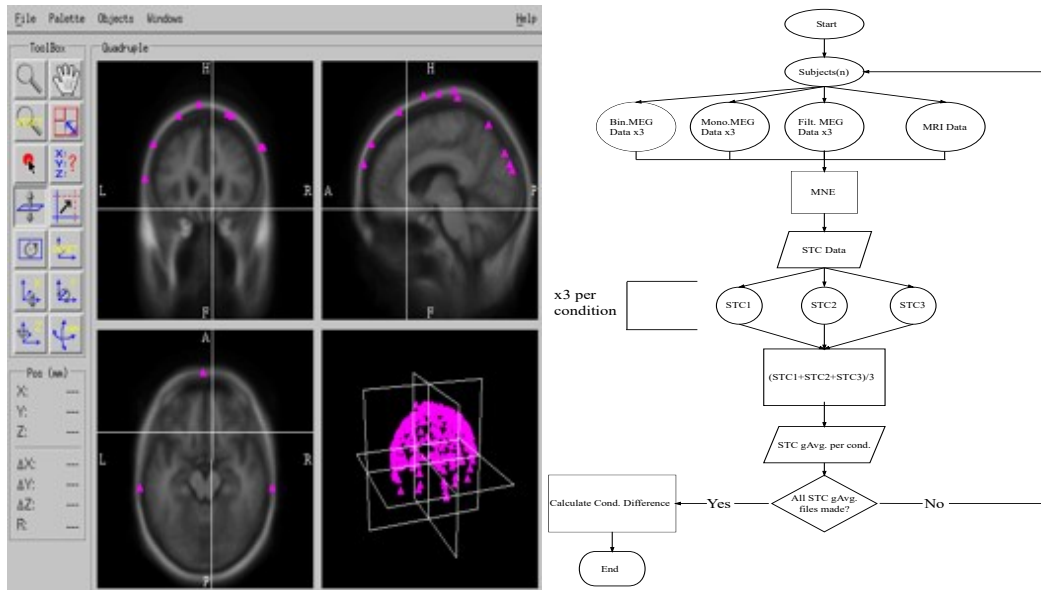 File Palette Objects Windows Help
ToolBox
Quadruple
H
L
R
F
H
A
P
F
A
L
R
P
X:
Y:
Z:
?
Pos (mm)
X: ---
Y: ---
Z: ---
ΔX: ---
ΔY: ---
ΔZ: ---
R: ---
Start
Subjects(n)
Bin.MEG
Data x3
Mono.MEG
Data x3
Filt. MEG
Data x3
MRI Data
MNE
STC Data
x3 per
condition
STC1
STC2
STC3
(STC1+STC2+STC3)/3
STC gAvg. per cond.
All STC gAvg.
files made?
Yes
No
Calculate Cond. Difference
End